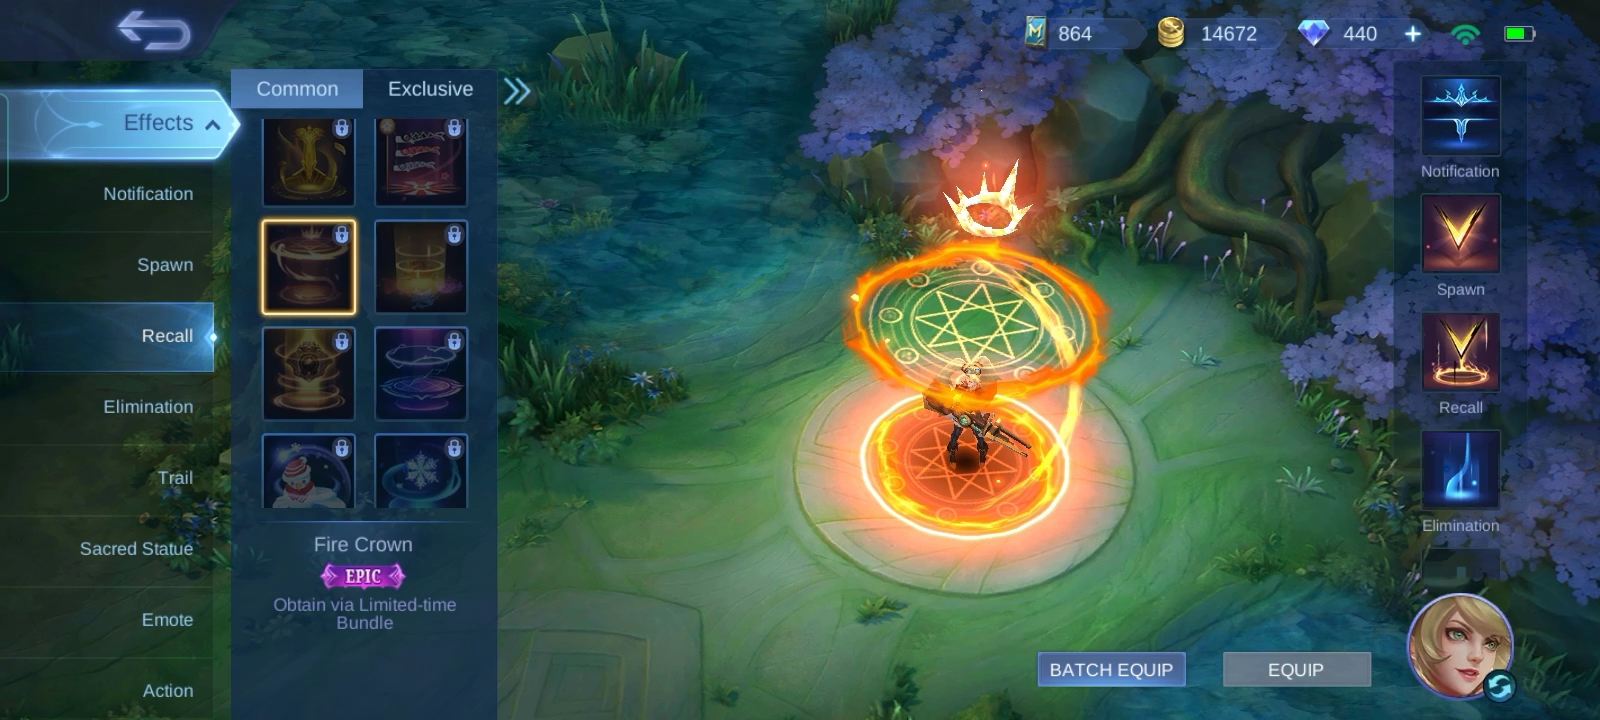 864
14672
440
Common
Exclusive
Effects
Notification
Spawn
Recall
Elimination
Trail
Sacred Statue
Emote
Action
Fire Crown
EPIC
Obtain via Limited-time
Bundle
Notification
Spawn
Recall
Elimination
BATCH EQUIP
EQUIP